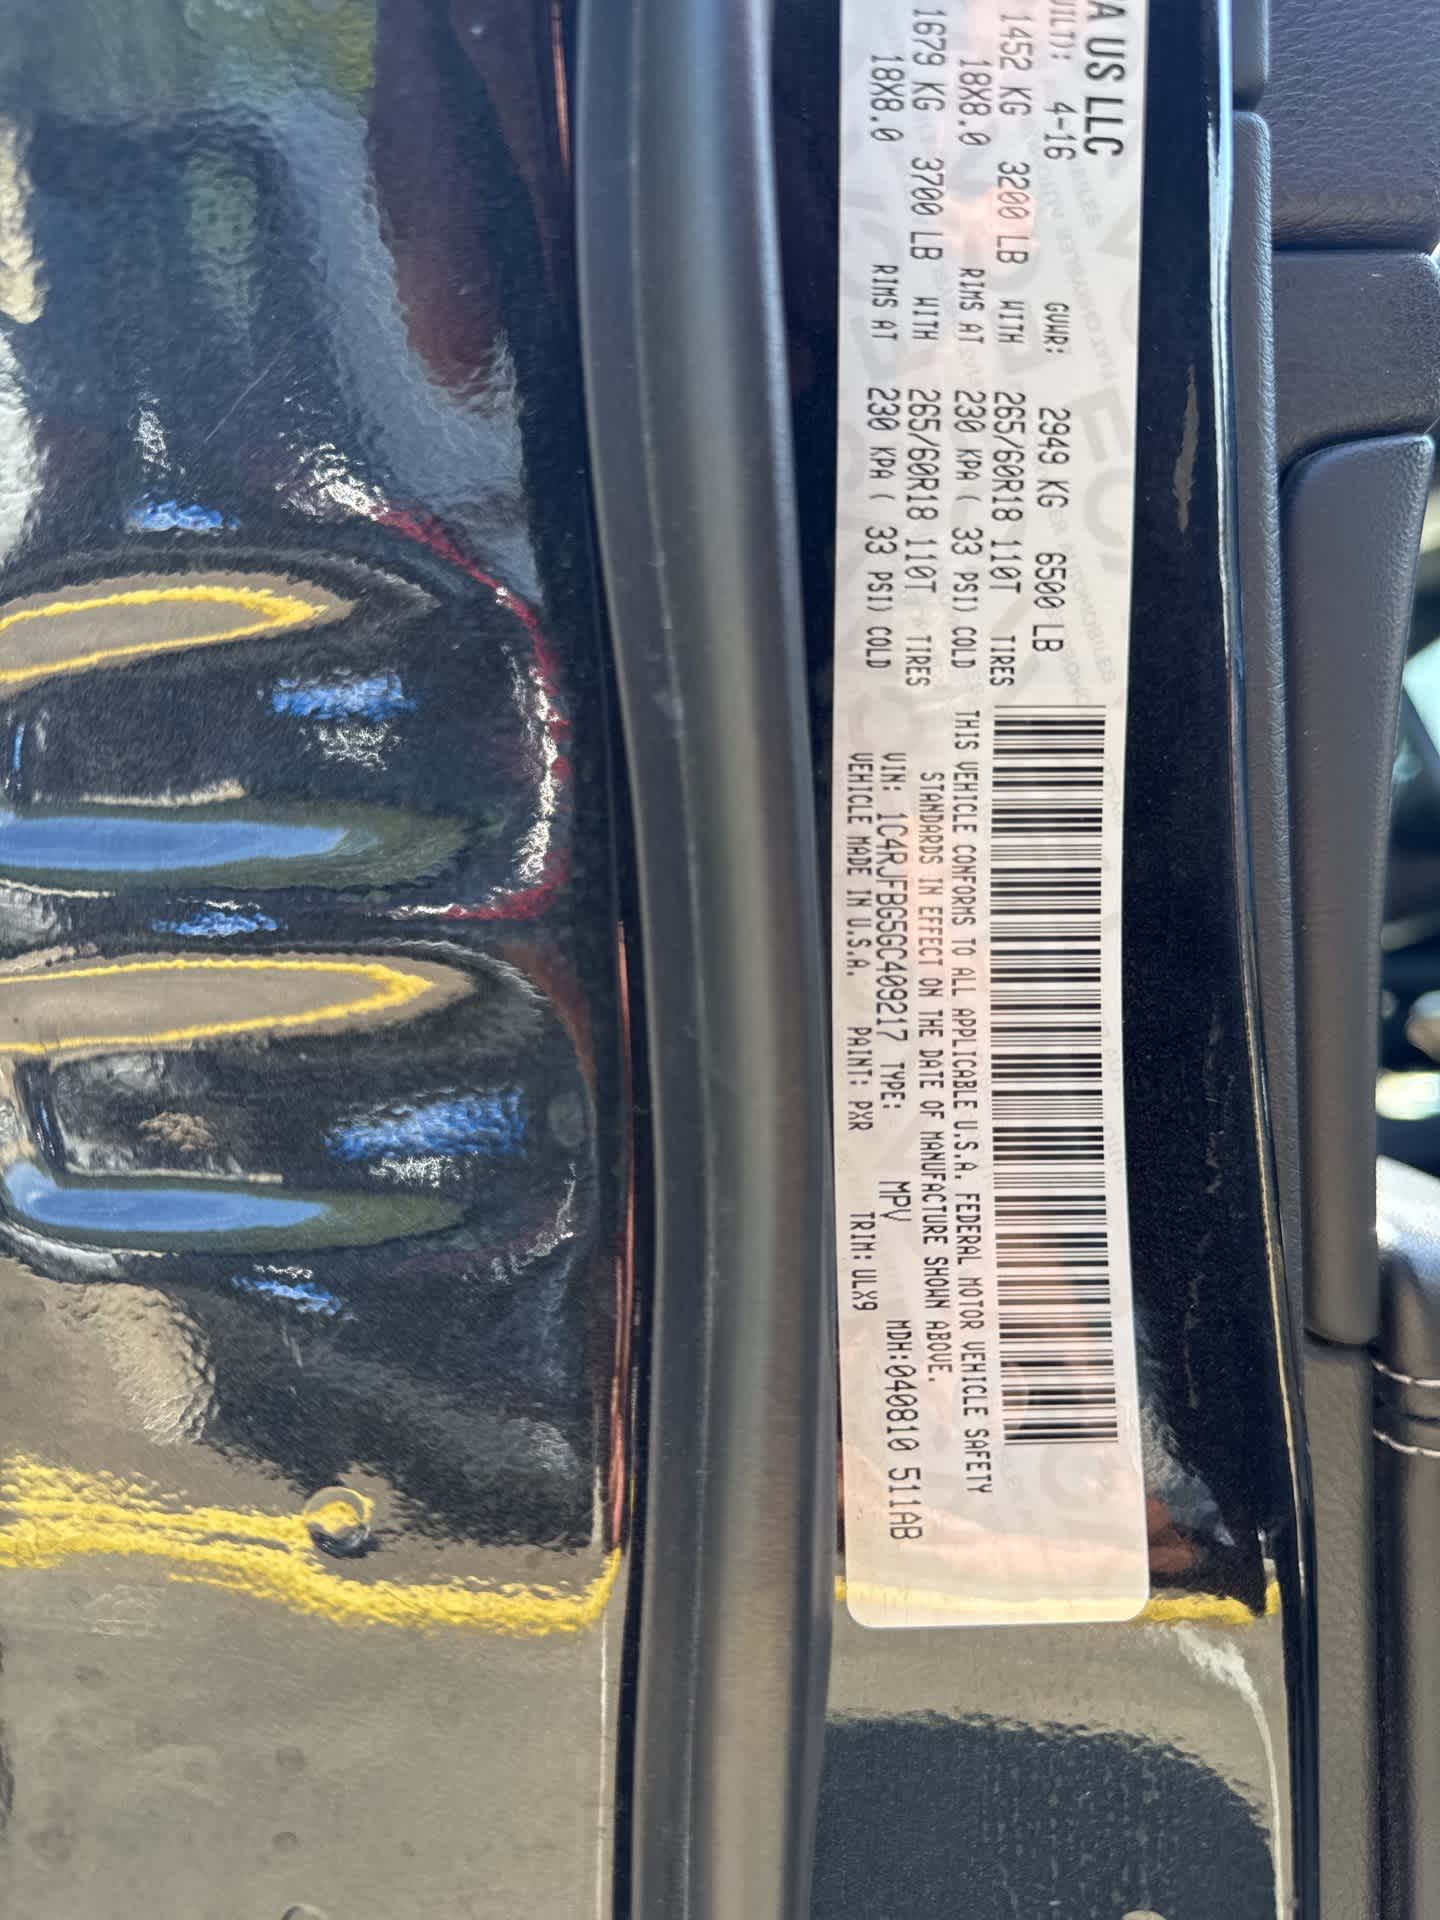 A US LLC
UILT): 4-16 GVWR: 2949 KG 6500 LB
1452 KG 3200 LB WITH 265/60R18 110T TIRES
18X8.0 RIMS AT 230 KPA ( 33 PSI) COLD
1679 KG 3700 LB WITH 265/60R18 110T TIRES
18X8.0 RIMS AT 230 KPA ( 33 PSI) COLD
THIS VEHICLE CONFORMS TO ALL APPLICABLE U.S.A. FEDERAL MOTOR VEHICLE SAFETY
STANDARDS IN EFFECT ON THE DATE OF MANUFACTURE SHOWN ABOVE.
VIN: 1C4RJFBG5GC409217 TYPE: MPV MDH:040810 511AB
VEHICLE MADE IN U.S.A. PAINT: PXR TRIM: ULX9